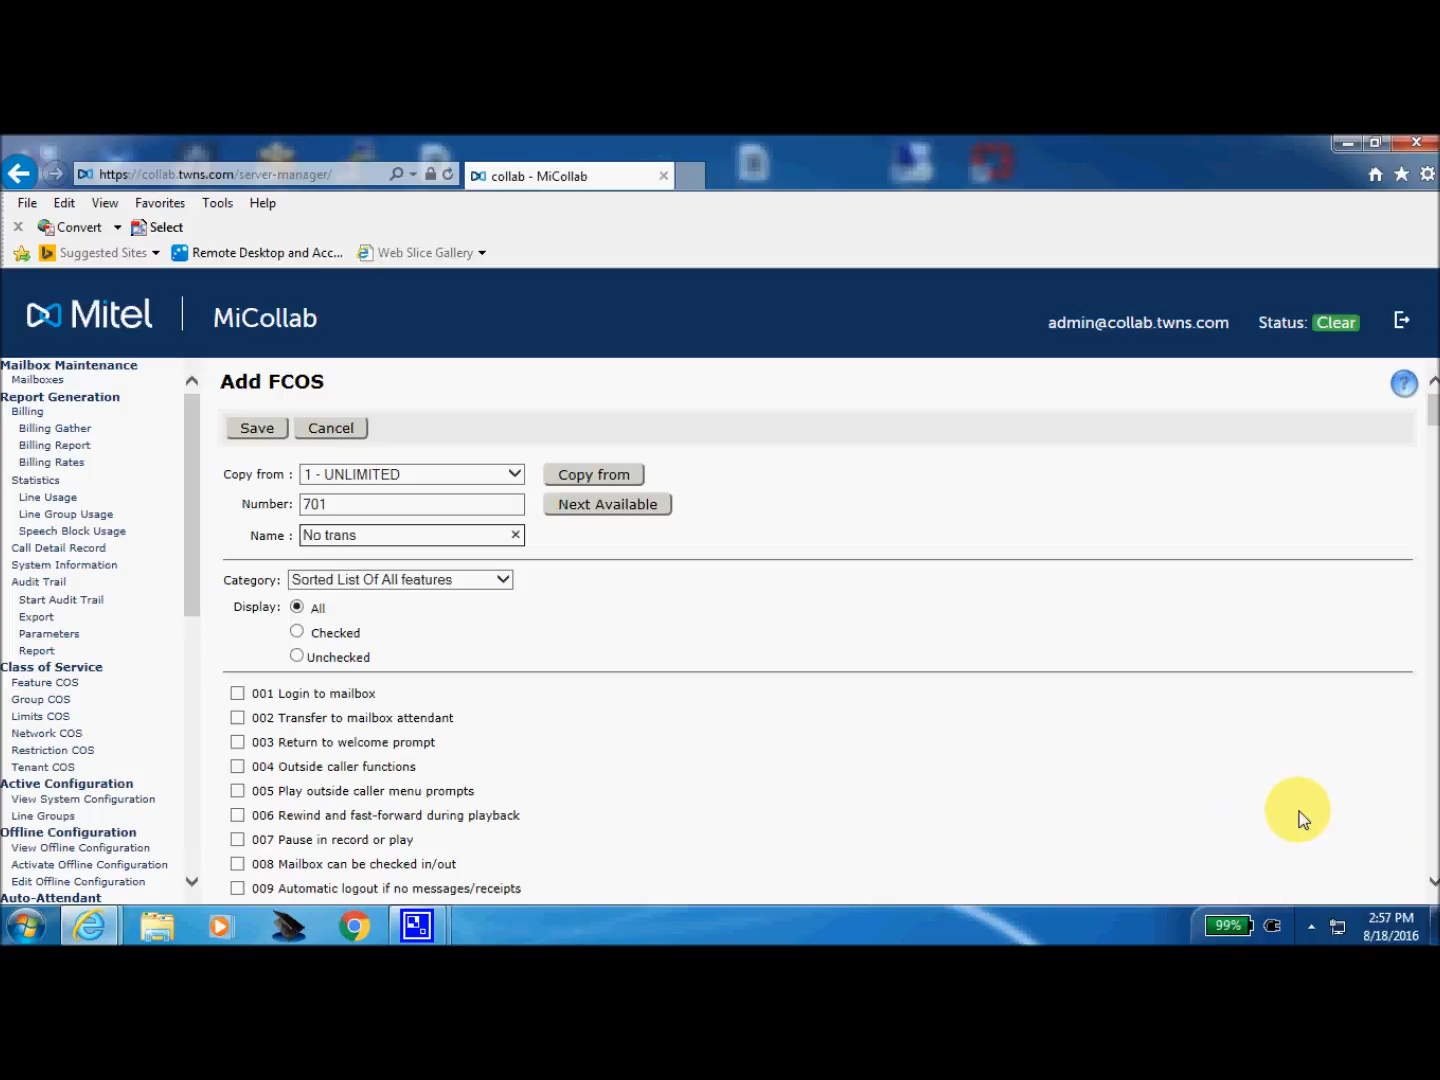 https://collab.twns.com/server-manager/
collab - MiCollab
File Edit View Favorites Tools Help
Convert Select
Suggested Sites Remote Desktop and Acc... Web Slice Gallery
Mitel MiCollab
admin@collab.twns.com Status: Clear
Mailbox Maintenance
Mailboxes
Report Generation
Billing
Billing Gather
Billing Report
Billing Rates
Statistics
Line Usage
Line Group Usage
Speech Block Usage
Call Detail Record
System Information
Audit Trail
Start Audit Trail
Export
Parameters
Report
Class of Service
Feature COS
Group COS
Limits COS
Network COS
Restriction COS
Tenant COS
Active Configuration
View System Configuration
Line Groups
Offline Configuration
View Offline Configuration
Activate Offline Configuration
Edit Offline Configuration
Auto-Attendant
Add FCOS
?
Save Cancel
Copy from : 1 - UNLIMITED Copy from
Number: 701 Next Available
Name : No trans
Category: Sorted List Of All features
Display: All
Checked
Unchecked
001 Login to mailbox
002 Transfer to mailbox attendant
003 Return to welcome prompt
004 Outside caller functions
005 Play outside caller menu prompts
006 Rewind and fast-forward during playback
007 Pause in record or play
008 Mailbox can be checked in/out
009 Automatic logout if no messages/receipts
99%
2:57 PM
8/18/2016